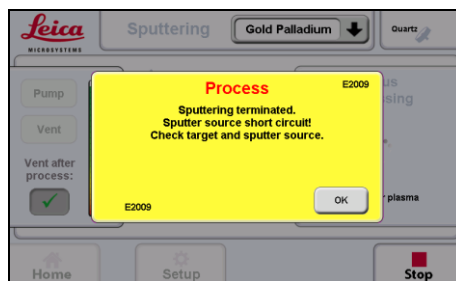 Leica
MICROSYSTEMS
Sputtering
Gold Palladium
Quartz
Process
E2009
Sputtering terminated.
Sputter source short circuit!
Check target and sputter source.
E2009
OK
Pump
Vent
Vent after
process:
plasma
Home
Setup
Stop